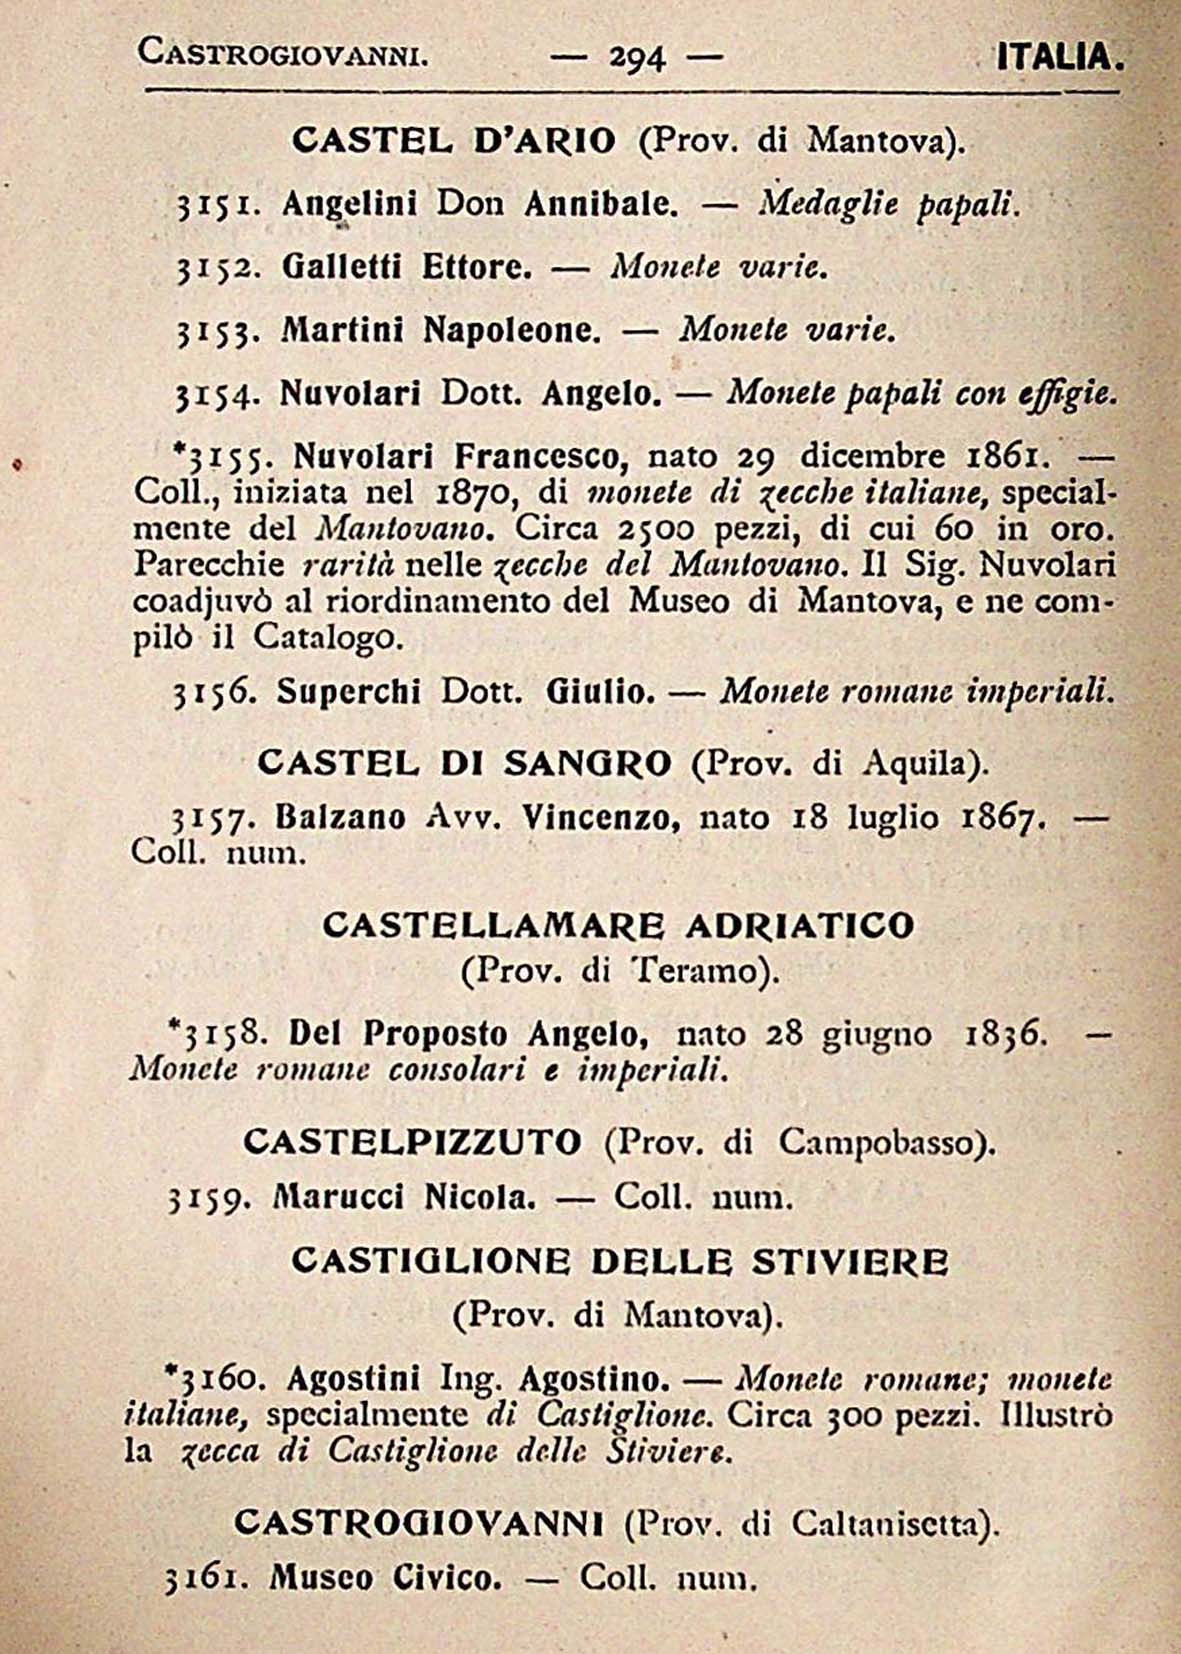 CASTROGIOVANNI. — 294 — ITALIA.
CASTEL D'ARIO (Prov. di Mantova).
3151. Angelini Don Annibale. — Medaglie papali.
3152. Galletti Ettore. — Monete varie.
3153. Martini Napoleone. — Monete varie.
3154. Nuvolari Dott. Angelo. — Monete papali con effigie.
*3155. Nuvolari Francesco, nato 29 dicembre 1861. —
Coll., iniziata nel 1870, di monete di zecche italiane, special-
mente del Mantovano. Circa 2500 pezzi, di cui 60 in oro.
Parecchie rarità nelle zecche del Mantovano. Il Sig. Nuvolari
coadjuvò al riordinamento del Museo di Mantova, e ne com-
pilò il Catalogo.
3156. Superchi Dott. Giulio. — Monete romane imperiali.
CASTEL DI SANGRO (Prov. di Aquila).
3157. Balzano Avv. Vincenzo, nato 18 luglio 1867. —
Coll. num.
CASTELLAMARE ADRIATICO
(Prov. di Teramo).
*3158. Del Proposto Angelo, nato 28 giugno 1836. —
Monete romane consolari e imperiali.
CASTELPIZZUTO (Prov. di Campobasso).
3159. Marucci Nicola. — Coll. num.
CASTIGLIONE DELLE STIVIERE
(Prov. di Mantova).
*3160. Agostini Ing. Agostino. — Monete romane; monete
italiane, specialmente di Castiglione. Circa 300 pezzi. Illustrò
la zecca di Castiglione delle Stiviere.
CASTROGIOVANNI (Prov. di Caltanisetta).
3161. Museo Civico. — Coll. num.